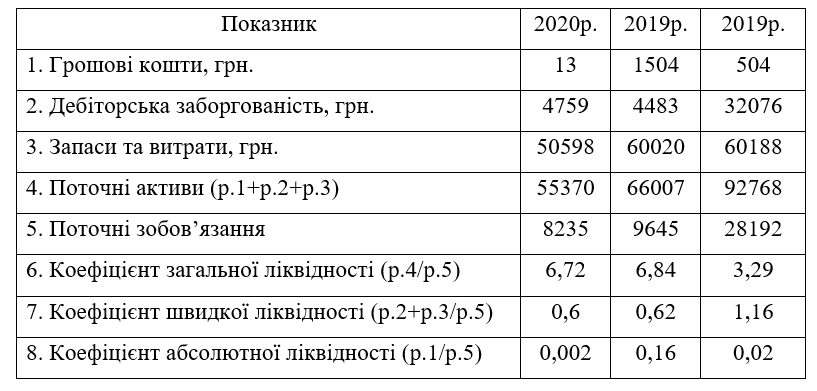 Показник 2020р. 2019р. 2019р.
1. Грошові кошти, грн. 13 1504 504
2. Дебіторська заборгованість, грн. 4759 4483 32076
3. Запаси та витрати, грн. 50598 60020 60188
4. Поточні активи (р.1+р.2+р.3) 55370 66007 92768
5. Поточні зобов’язання 8235 9645 28192
6. Коефіцієнт загальної ліквідності (р.4/р.5) 6,72 6,84 3,29
7. Коефіцієнт швидкої ліквідності (р.2+р.3/р.5) 0,6 0,62 1,16
8. Коефіцієнт абсолютної ліквідності (р.1/р.5) 0,002 0,16 0,02